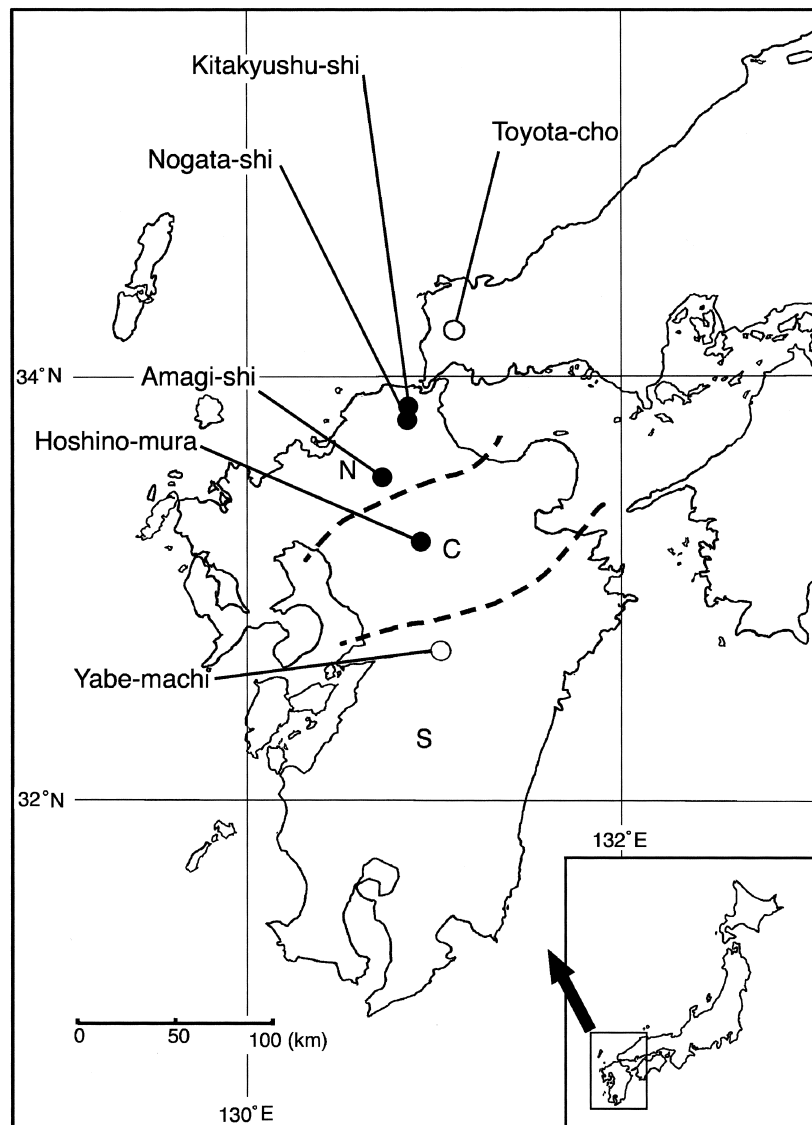 Kitakyushu-shi
Toyota-cho
Nogata-shi
34°N
Amagi-shi
Hoshino-mura
N
C
Yabe-machi
S
32°N
132°E
0 50 100 (km)
130°E